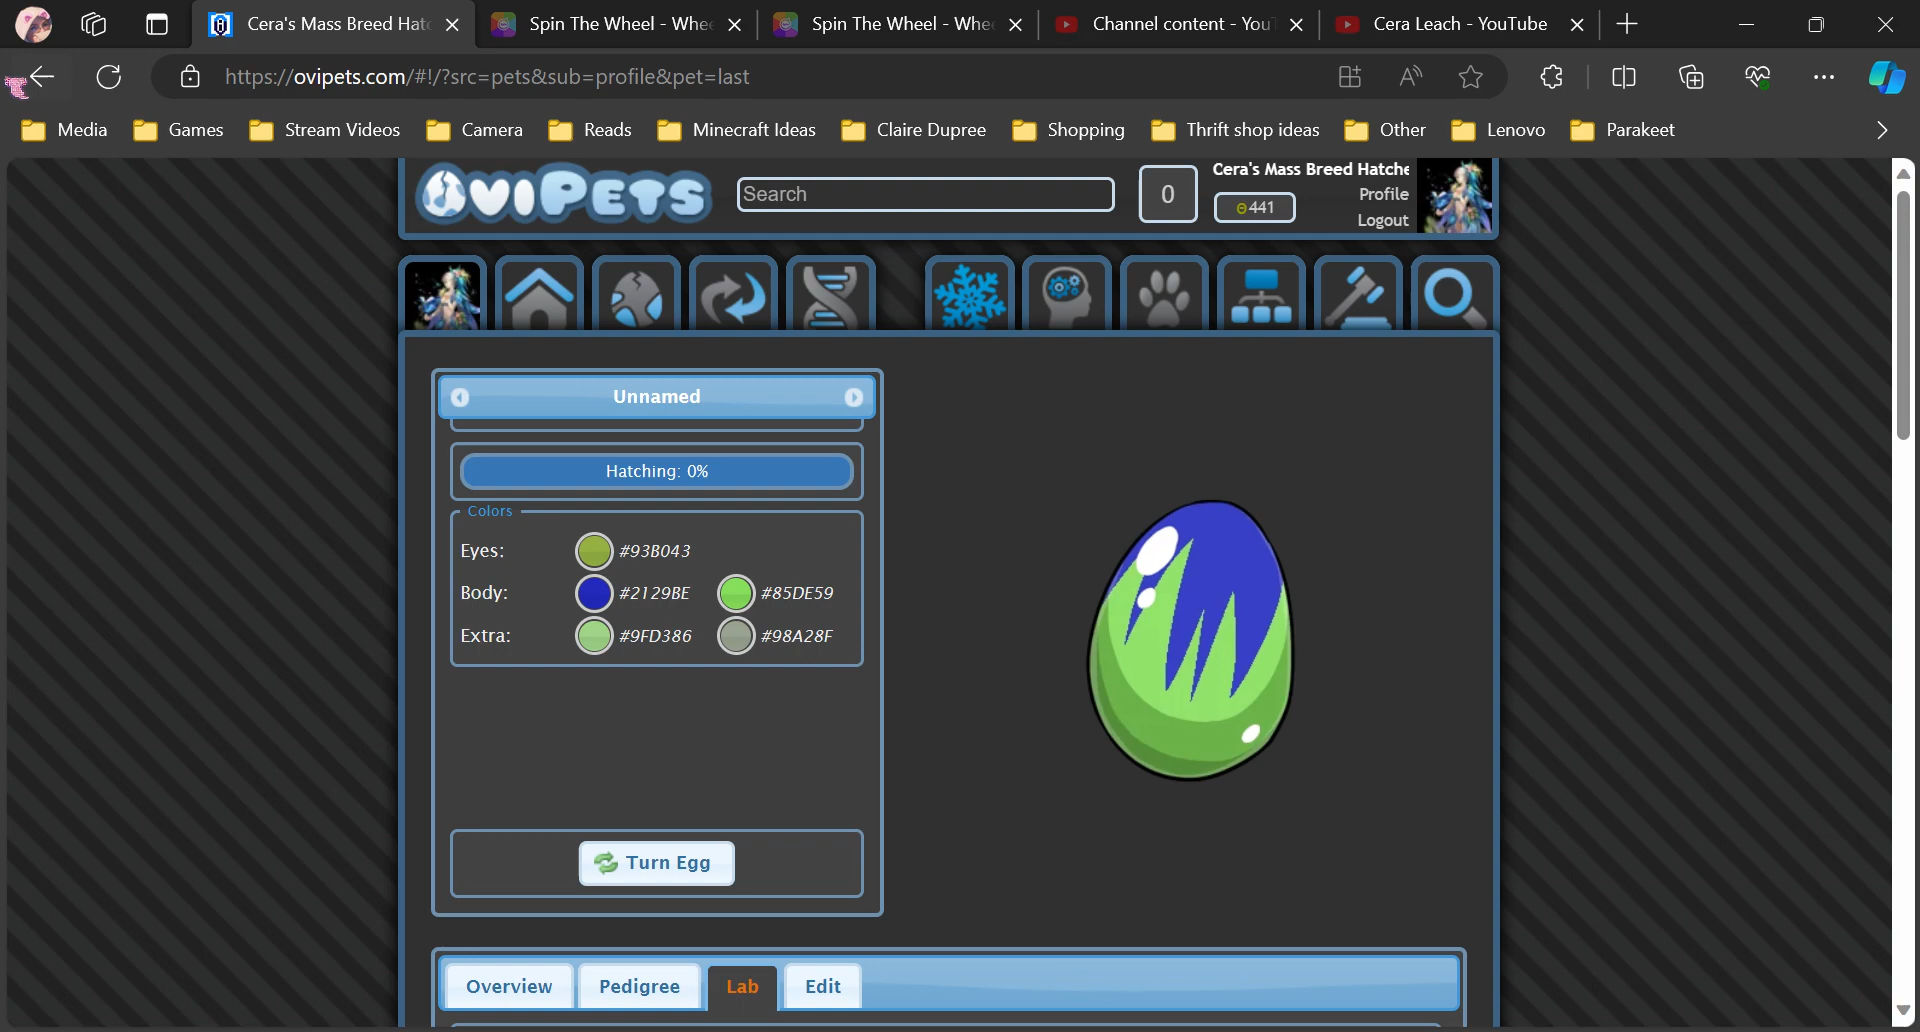 Cera's Mass Breed Hatc
Spin The Wheel - Whee
Spin The Wheel - Whe
Channel content - YouT
Cera Leach - YouTube
https://ovipets.com/#!/?src=pets&sub=profile&pet=last
Media
Games
Stream Videos
Camera
Reads
Minecraft Ideas
Claire Dupree
Shopping
Thrift shop ideas
Other
Lenovo
Parakeet
OviPets
Search
0
Cera's Mass Breed Hatche
441
Profile
Logout
Unnamed
Hatching: 0%
Colors
Eyes: #93B043
Body: #2129BE #85DE59
Extra: #9FD386 #98A28F
Turn Egg
Overview
Pedigree
Lab
Edit